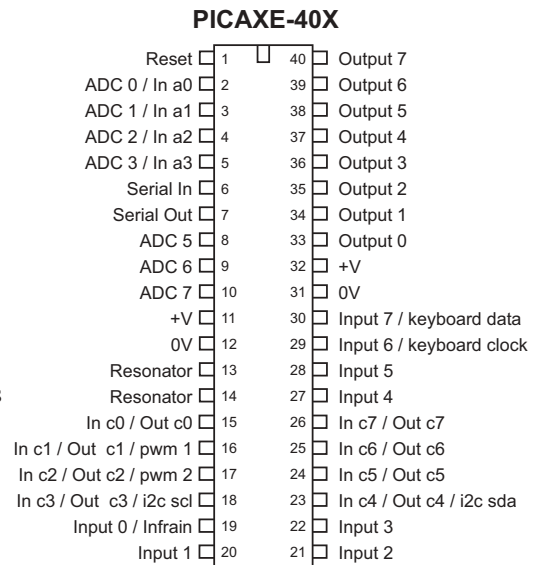 PICAXE-40X
Reset 1 40 Output 7
ADC 0 / In a0 2 39 Output 6
ADC 1 / In a1 3 38 Output 5
ADC 2 / In a2 4 37 Output 4
ADC 3 / In a3 5 36 Output 3
Serial In 6 35 Output 2
Serial Out 7 34 Output 1
ADC 5 8 33 Output 0
ADC 6 9 32 +V
ADC 7 10 31 0V
+V 11 30 Input 7 / keyboard data
0V 12 29 Input 6 / keyboard clock
Resonator 13 28 Input 5
Resonator 14 27 Input 4
In c0 / Out c0 15 26 In c7 / Out c7
In c1 / Out c1 / pwm 1 16 25 In c6 / Out c6
In c2 / Out c2 / pwm 2 17 24 In c5 / Out c5
In c3 / Out c3 / i2c scl 18 23 In c4 / Out c4 / i2c sda
Input 0 / Infrain 19 22 Input 3
Input 1 20 21 Input 2